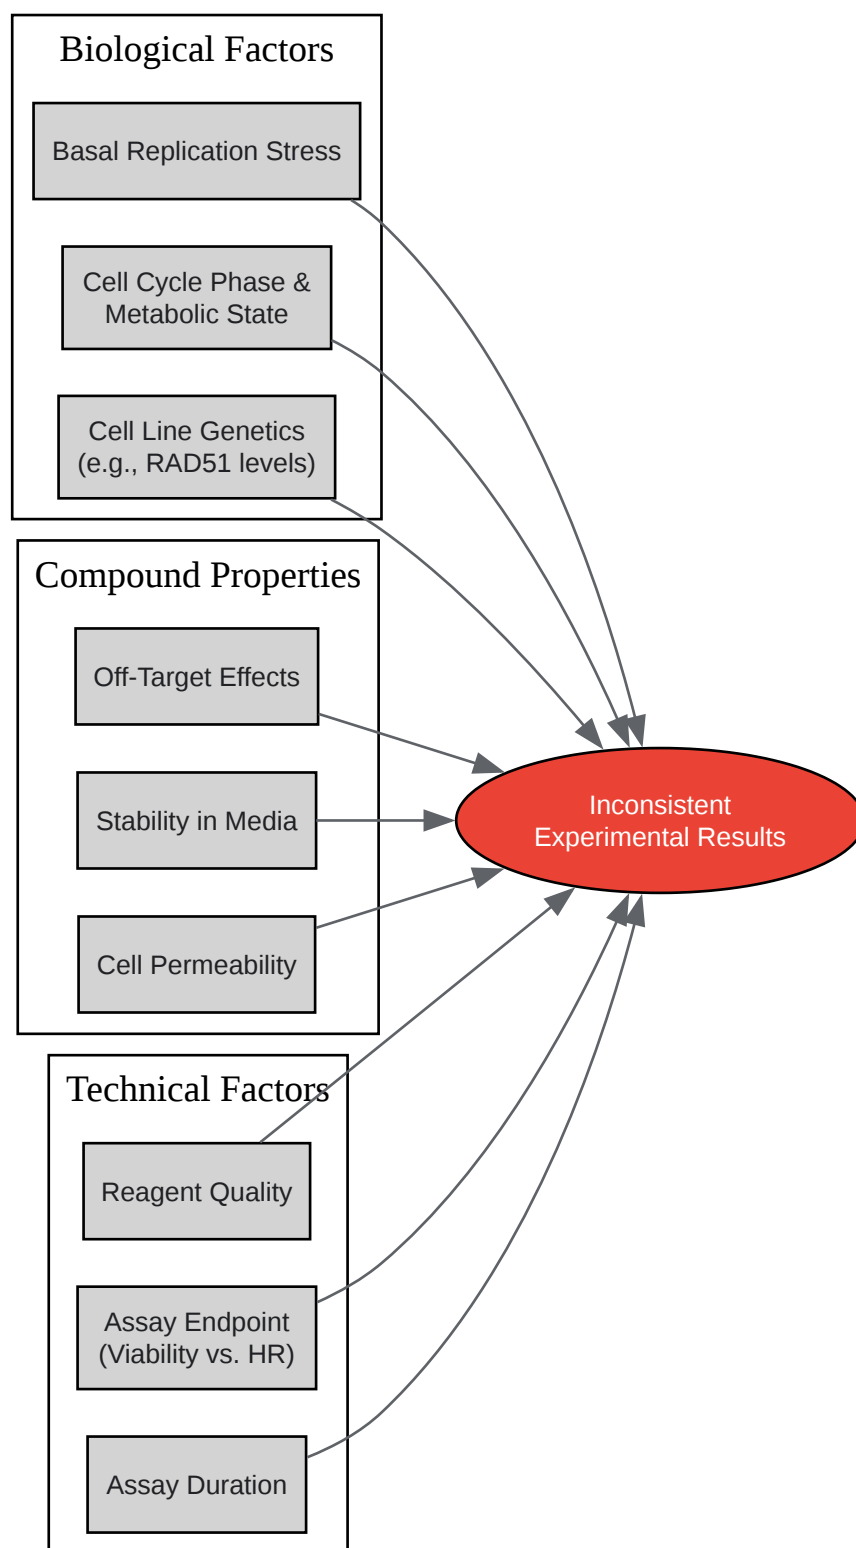 Biological Factors
Basal Replication Stress
Cell Cycle Phase &
Metabolic State
Cell Line Genetics
(e.g., RAD51 levels)
Compound Properties
Off-Target Effects
Stability in Media
Cell Permeability
Inconsistent
Experimental Results
Technical Factors
Reagent Quality
Assay Endpoint
(Viability vs. HR)
Assay Duration